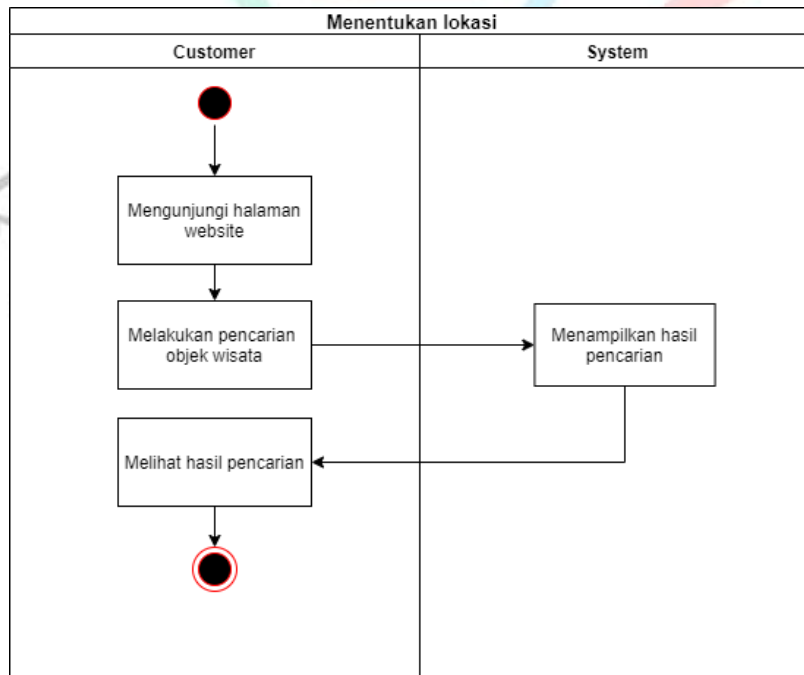 Menentukan lokasi
Customer
System
Mengunjungi halaman
website
Melakukan pencarian
objek wisata
Menampilkan hasil
pencarian
Melihat hasil pencarian